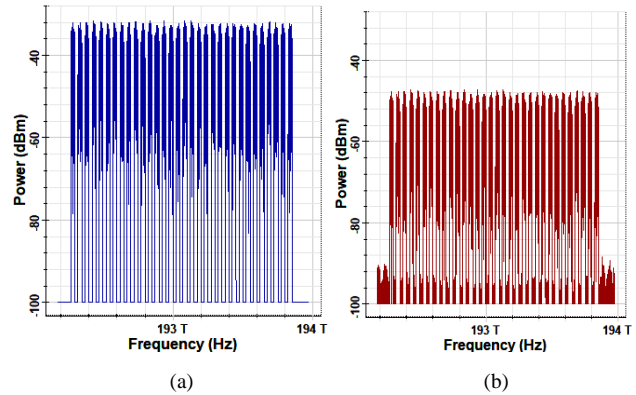 -40
-60
-80
-100
Power (dBm)
193 T
194 T
Frequency (Hz)
(a)
-40
-60
-80
-100
Power (dBm)
193 T
194 T
Frequency (Hz)
(b)